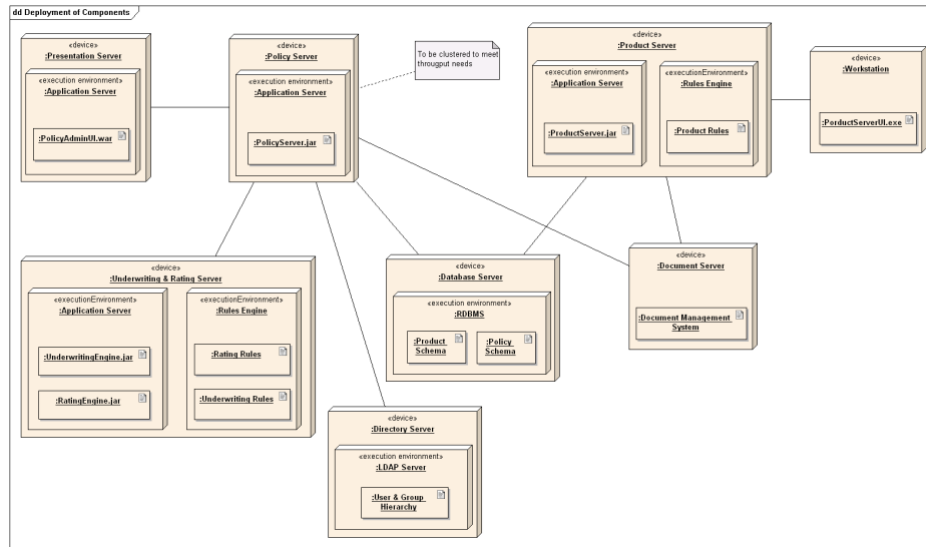 dd Deployment of Components
«device»
:Presentation Server
«execution environment»
:Application Server
:PolicyAdminUI.war
«device»
:Policy Server
«execution environment»
:Application Server
:PolicyServer.jar
To be clustered to meet
througput needs
«device»
:Product Server
«execution environment»
:Application Server
:ProductServer.jar
«executionEnvironment»
:Rules Engine
:Product Rules
«device»
:Workstation
:PorductServerUI.exe
«device»
:Underwriting & Rating Server
«executionEnvironment»
:Application Server
:UnderwritingEngine.jar
:RatingEngine.jar
«executionEnvironment»
:Rules Engine
:Rating Rules
:Underwriting Rules
«device»
:Database Server
«execution environment»
:RDBMS
:Product
Schema
:Policy
Schema
«device»
:Document Server
:Document Management
System
«device»
:Directory Server
«execution environment»
:LDAP Server
:User & Group
Hierarchy